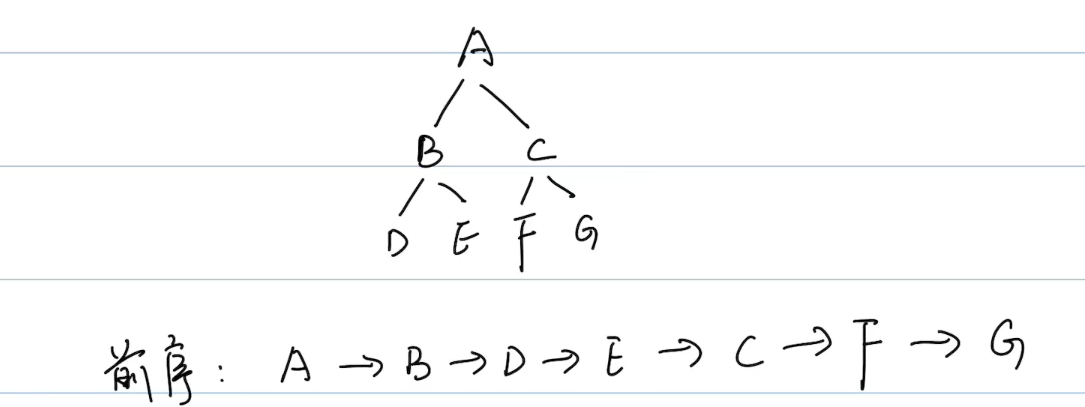 A
B C
D E F G
前序: A → B → D → E → C → F → G